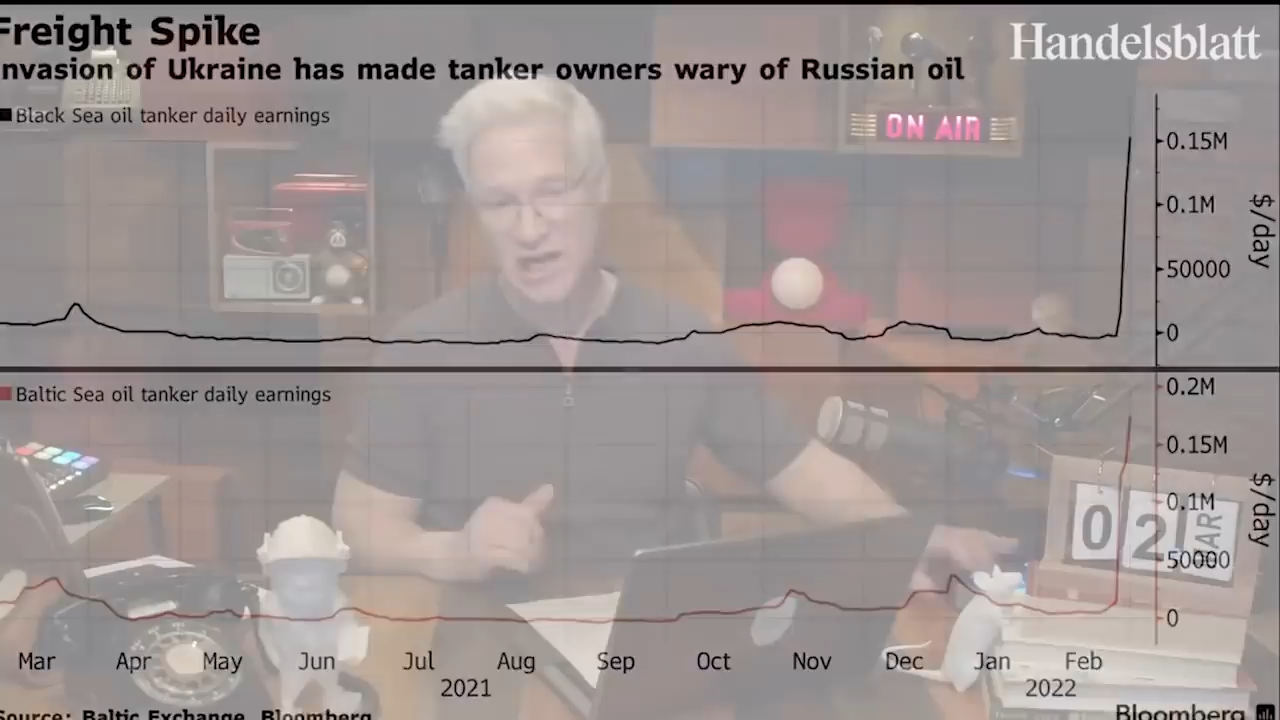 Freight Spike
Handelsblatt
nvasion of Ukraine has made tanker owners wary of Russian oil
Black Sea oil tanker daily earnings
ON AIR
0.15M
0.1M
50000
0
$/day
Baltic Sea oil tanker daily earnings
0.2M
0.15M
0.1M
50000
0
$/day
02
Mar Apr May Jun Jul Aug Sep Oct Nov Dec Jan Feb
2021 2022
Source: Baltic Exchange, Bloomberg
Bloomberg